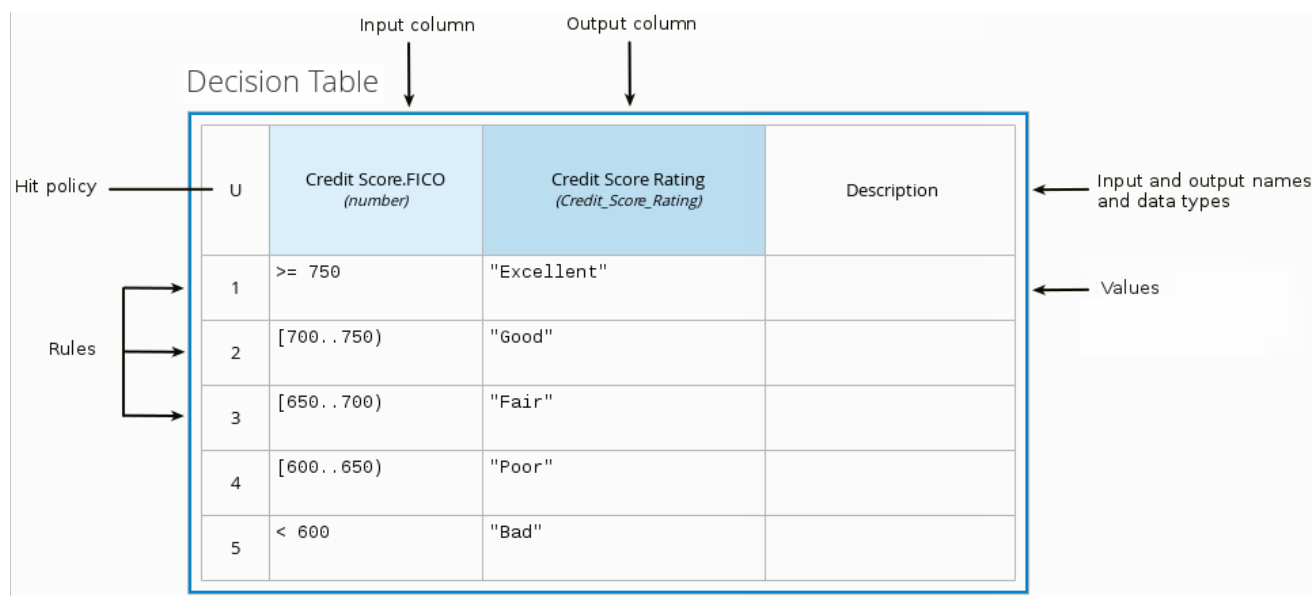 Input column
Output column
Decision Table
Hit policy
U
Credit Score.FICO
(number)
Credit Score Rating
(Credit_Score_Rating)
Description
Input and output names
and data types
1
>= 750
"Excellent"
Values
Rules
2
[700..750)
"Good"
3
[650..700)
"Fair"
4
[600..650)
"Poor"
5
< 600
"Bad"